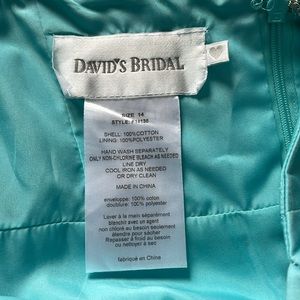 DAVID'S BRIDAL
SIZE 14
STYLE
SHELL: 100%COTTON
LINING: 100%POLYESTER
HAND WASH SEPARATELY
ONLY NON-CHLORINE BLEACH AS NEEDED
LINE DRY
COOL IRON AS NEEDED
OR DRY CLEAN
MADE IN CHINA
enveloppe: 100% coton
doublure: 100% polyester
Laver à la main séparément
blanchir avec un agent
non chloré au besoin seulement
étendre pour sécher
Repasser à froid au besoin
ou nettoyer à sec
fabriqué en Chine